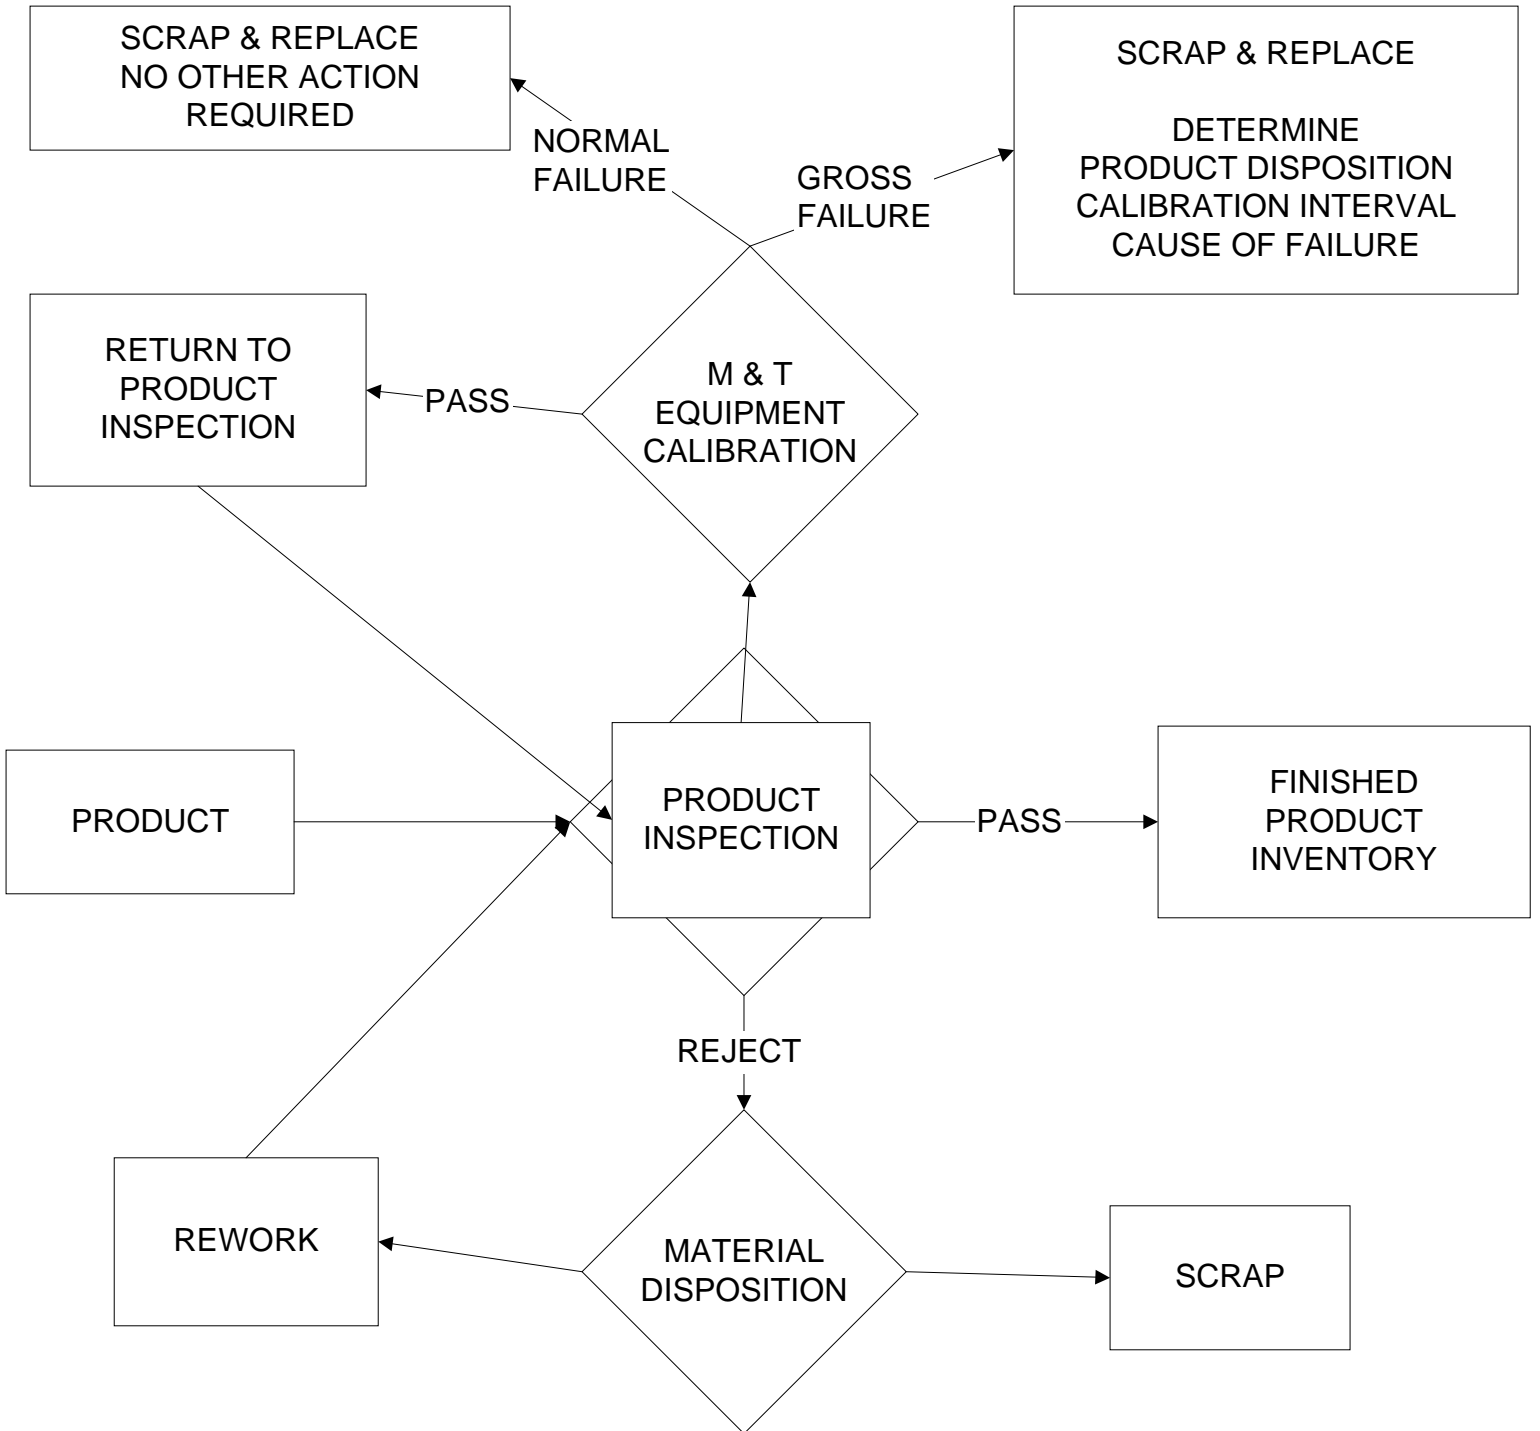 SCRAP & REPLACE
NO OTHER ACTION
REQUIRED
SCRAP & REPLACE
DETERMINE
PRODUCT DISPOSITION
CALIBRATION INTERVAL
CAUSE OF FAILURE
NORMAL
FAILURE
GROSS
FAILURE
RETURN TO
PRODUCT
INSPECTION
PASS
M & T
EQUIPMENT
CALIBRATION
PRODUCT
PRODUCT
INSPECTION
PASS
FINISHED
PRODUCT
INVENTORY
REJECT
REWORK
MATERIAL
DISPOSITION
SCRAP